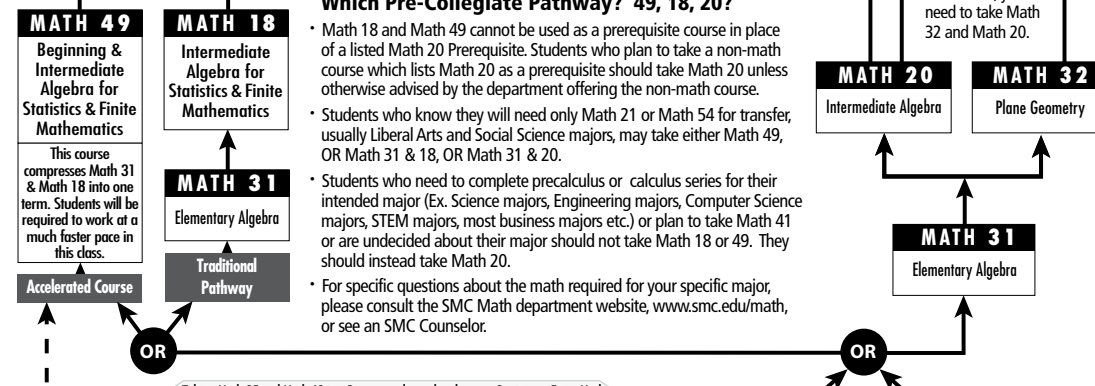 MATH 49
Beginning &
Intermediate
Algebra for
Statistics & Finite
Mathematics
This course
compresses Math 31
& Math 18 into one
term. Students will be
required to work at a
much faster pace in
this class.
Accelerated Course
MATH 18
Intermediate
Algebra for
Statistics & Finite
Mathematics
MATH 31
Elementary Algebra
Traditional
Pathway
OR
Which Pre-Collegiate Pathway? 49, 18, 20?
· Math 18 and Math 49 cannot be used as a prerequisite course in place
of a listed Math 20 Prerequisite. Students who plan to take a non-math
course which lists Math 20 as a prerequisite should take Math 20 unless
otherwise advised by the department offering the non-math course.
· Students who know they will need only Math 21 or Math 54 for transfer,
usually Liberal Arts and Social Science majors, may take either Math 49,
OR Math 31 & 18, OR Math 31 & 20.
· Students who need to complete precalculus or calculus series for their
intended major (Ex. Science majors, Engineering majors, Computer Science
majors, STEM majors, most business majors etc.) or plan to take Math 41
or are undecided about their major should not take Math 18 or 49. They
should instead take Math 20.
· For specific questions about the math required for your specific major,
please consult the SMC Math department website, www.smc.edu/math,
or see an SMC Counselor.
need to take Math
32 and Math 20.
MATH 20
Intermediate Algebra
MATH 32
Plane Geometry
MATH 31
Elementary Algebra
OR